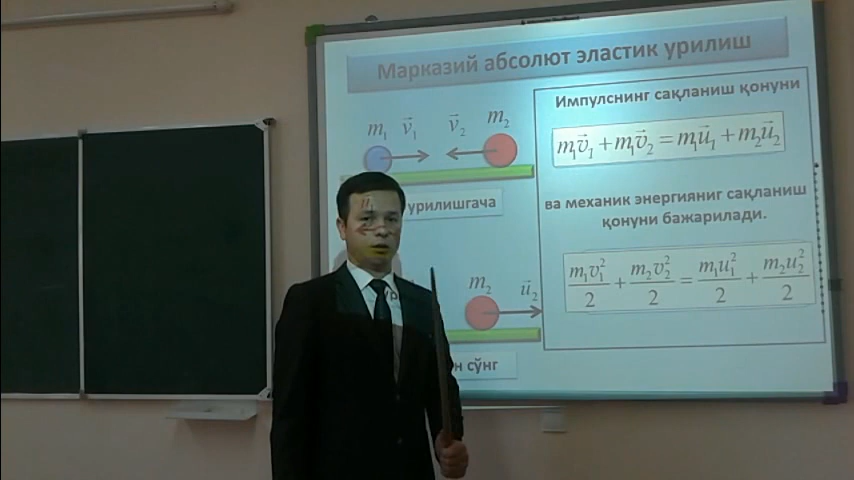 Марказий абсолют эластик урилиш
Импулснинг сақланиш қонуни
m₁ v⃗₁ v⃗₂ m₂
m₁v⃗₁ + m₁v⃗₂ = m₁u⃗₁ + m₂u⃗₂
урилишгача
ва механик энергияниг сақланиш
қонуни бажарилади.
m₂ u⃗₂
m₁v₁²/2 + m₂v₂²/2 = m₁u₁²/2 + m₂u₂²/2
сўнг